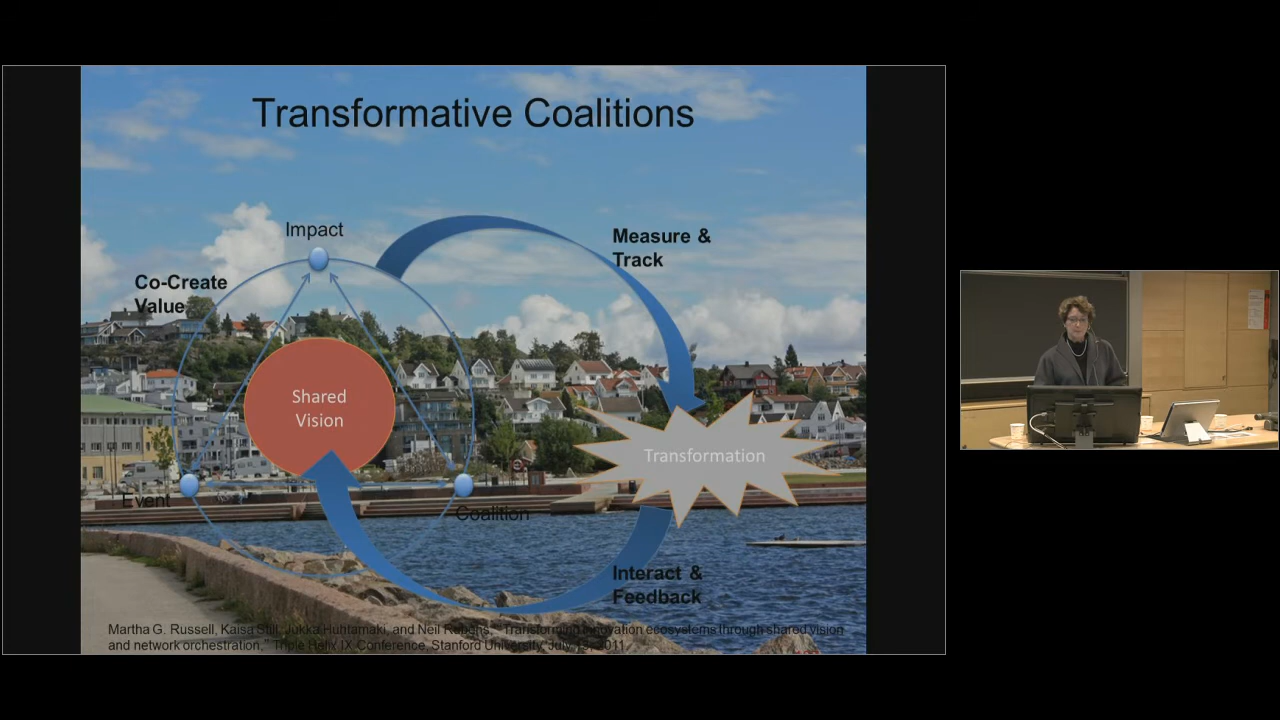 Transformative Coalitions
Impact
Measure &
Track
Co-Create
Value
Shared
Vision
Transformation
Event
Coalition
Interact &
Feedback
Martha G. Russell, Kaisa Still, Jukka Huhtamaki, and Neil Rubens, "Transforming innovation ecosystems through shared vision
and network orchestration," Triple Helix IX Conference, Stanford University, July 2011.